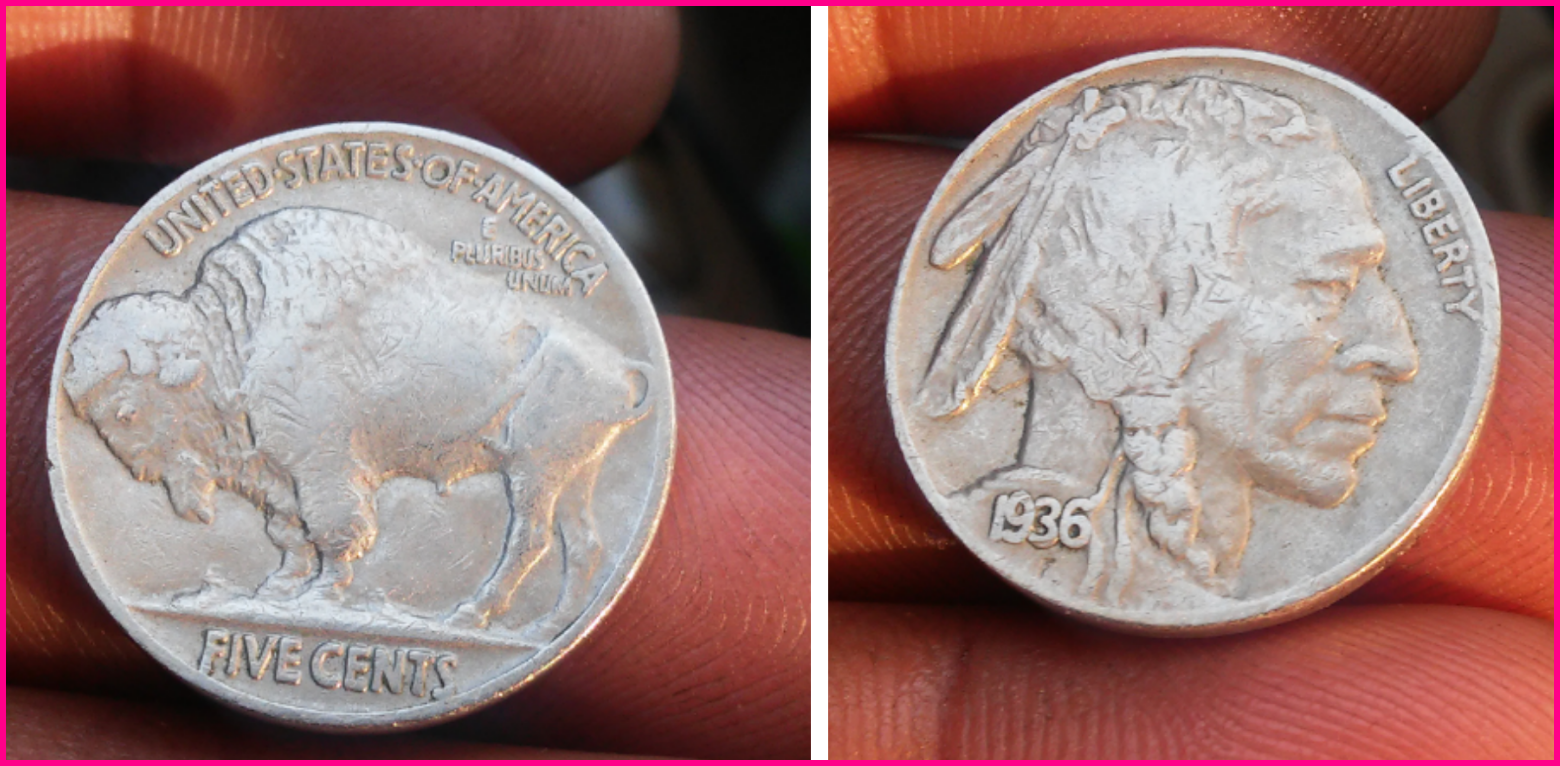 UNITED·STATES·OF·AMERICA
E
PLURIBUS
UNUM
FIVE CENTS
LIBERTY
1936